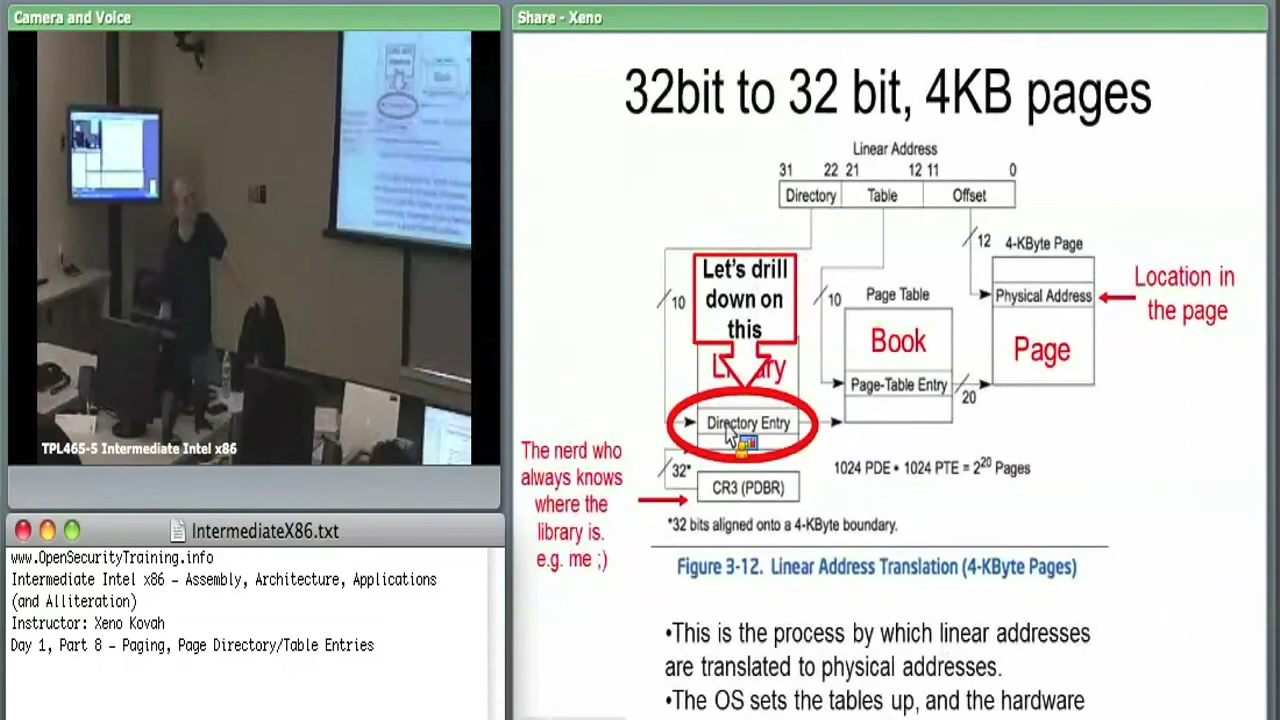 Camera and Voice
TPL465-5 Intermediate Intel x86
IntermediateX86.txt
www.OpenSecurityTraining.info
Intermediate Intel x86 – Assembly, Architecture, Applications
(and Alliteration)
Instructor: Xeno Kovah
Day 1, Part 8 – Paging, Page Directory/Table Entries
Share - Xeno
32bit to 32 bit, 4KB pages
Linear Address
31 22 21 12 11 0
Directory Table Offset
12 4-KByte Page
Let's drill
down on
this
10
10 Page Table
Physical Address
Location in
the page
Book
Page
Page-Table Entry
20
Directory Entry
32*
CR3 (PDBR)
1024 PDE • 1024 PTE = 2²⁰ Pages
The nerd who
always knows
where the
library is.
e.g. me ;)
*32 bits aligned onto a 4-KByte boundary.
Figure 3-12. Linear Address Translation (4-KByte Pages)
•This is the process by which linear addresses
are translated to physical addresses.
•The OS sets the tables up, and the hardware